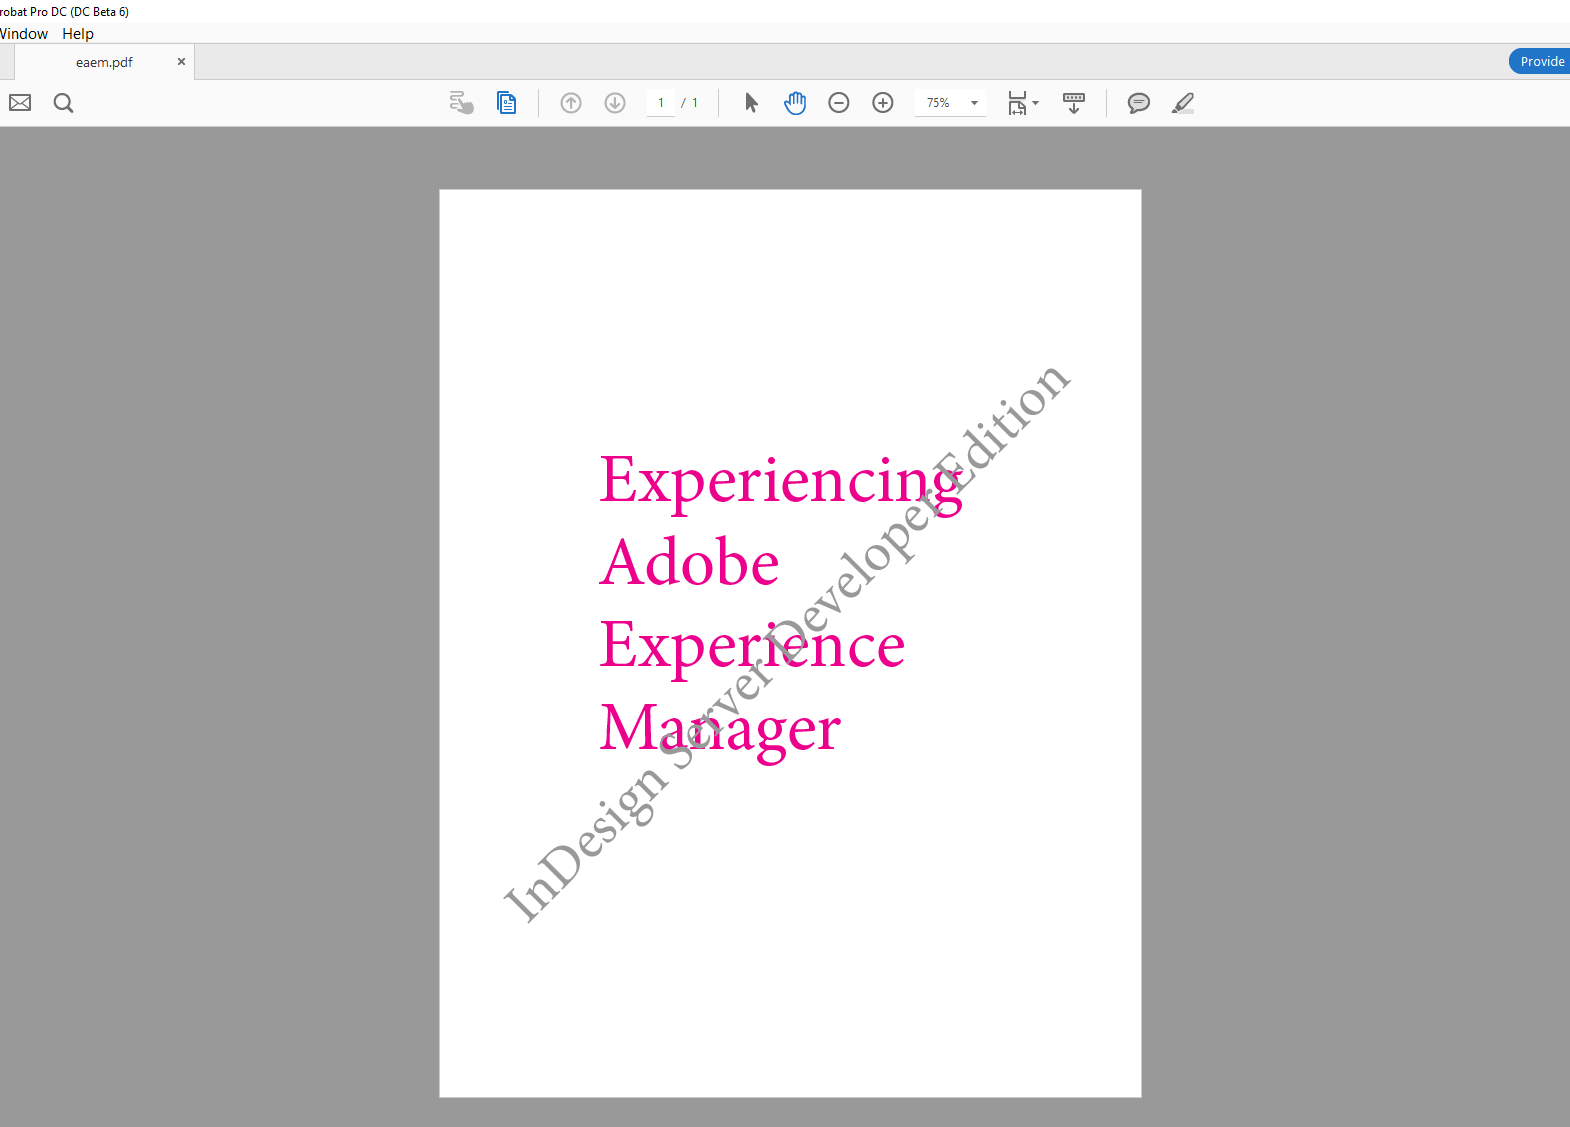 robat Pro DC (DC Beta 6)
Window Help
eaem.pdf
Provide
1 / 1
75%
Experiencing
Adobe
Experience
Manager
InDesign Server Developer Edition